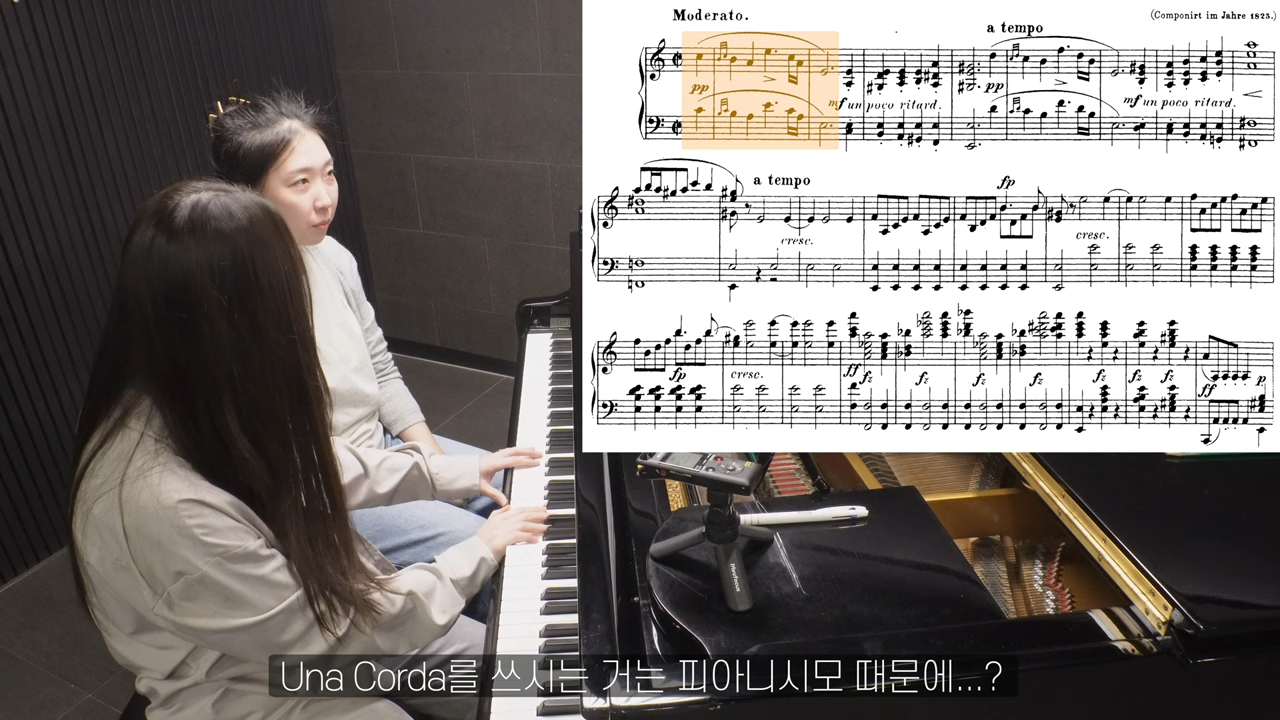 Moderato.
(Componirt im Jahre 1825.)
a tempo
pp
mf un poco ritard.
pp
mf un poco ritard.
a tempo
fp
cresc.
cresc.
fp
cresc.
ff
fz
fz
fz
fz
fz
fz
fz
ff
p
Una Corda를 쓰시는 거는 피아니시모 때문에...?